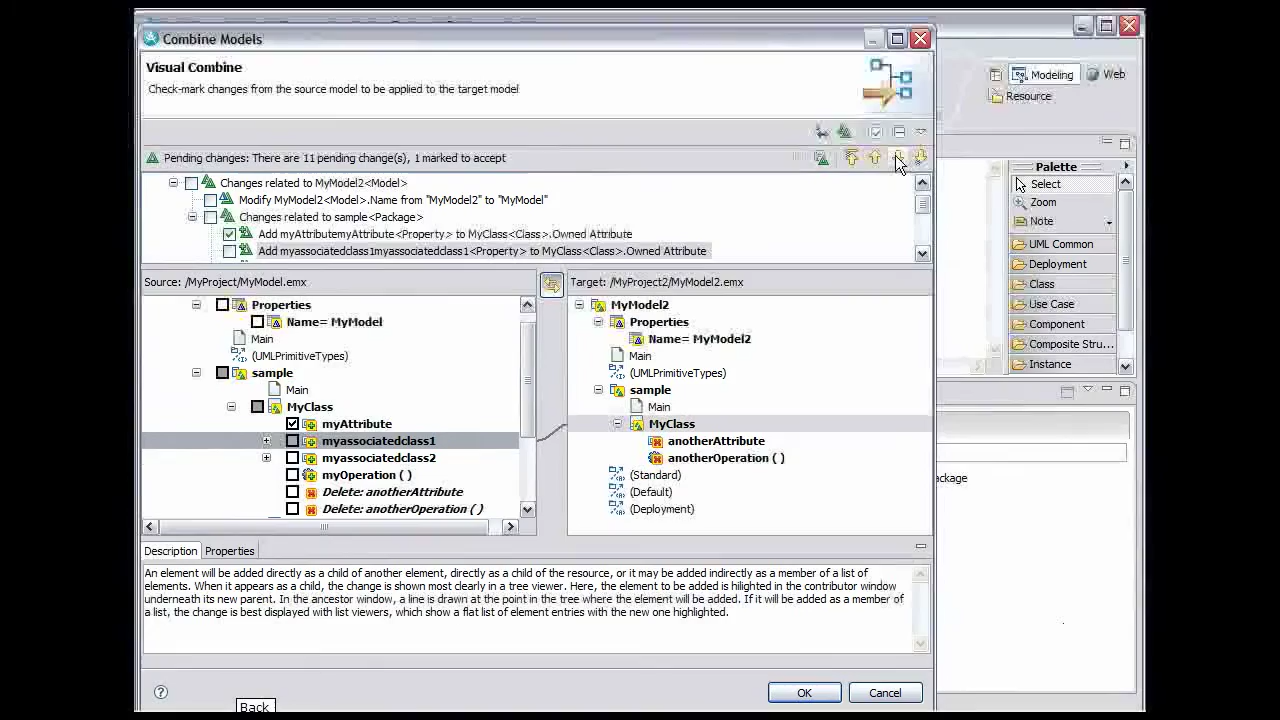 Combine Models
Visual Combine
Check-mark changes from the source model to be applied to the target model
Modeling
Web
Resource
Pending changes: There are 11 pending change(s), 1 marked to accept
Changes related to MyModel2<Model>
Modify MyModel2<Model>.Name from "MyModel2" to "MyModel"
Changes related to sample<Package>
Add myAttributemyAttribute<Property> to MyClass<Class>.Owned Attribute
Add myassociatedclass1myassociatedclass1<Property> to MyClass<Class>.Owned Attribute
Source: /MyProject/MyModel.emx
Properties
Name= MyModel
Main
(UMLPrimitiveTypes)
sample
Main
MyClass
myAttribute
myassociatedclass1
myassociatedclass2
myOperation ( )
Delete: anotherAttribute
Delete: anotherOperation ( )
Target: /MyProject2/MyModel2.emx
MyModel2
Properties
Name= MyModel2
Main
(UMLPrimitiveTypes)
sample
Main
MyClass
anotherAttribute
anotherOperation ( )
(Standard)
(Default)
(Deployment)
Palette
Select
Zoom
Note
UML Common
Deployment
Class
Use Case
Component
Composite Stru...
Instance
ackage
Description
Properties
An element will be added directly as a child of another element, directly as a child of the resource, or it may be added indirectly as a member of a list of
elements. When it appears as a child, the change is shown most clearly in a tree viewer. Here, the element to be added is hilighted in the contributor window
underneath its new parent. In the ancestor window, a line is drawn at the point in the tree where the element will be added. If it will be added as a member of
a list, the change is best displayed with list viewers, which show a flat list of element entries with the new one highlighted.
OK
Cancel
Back